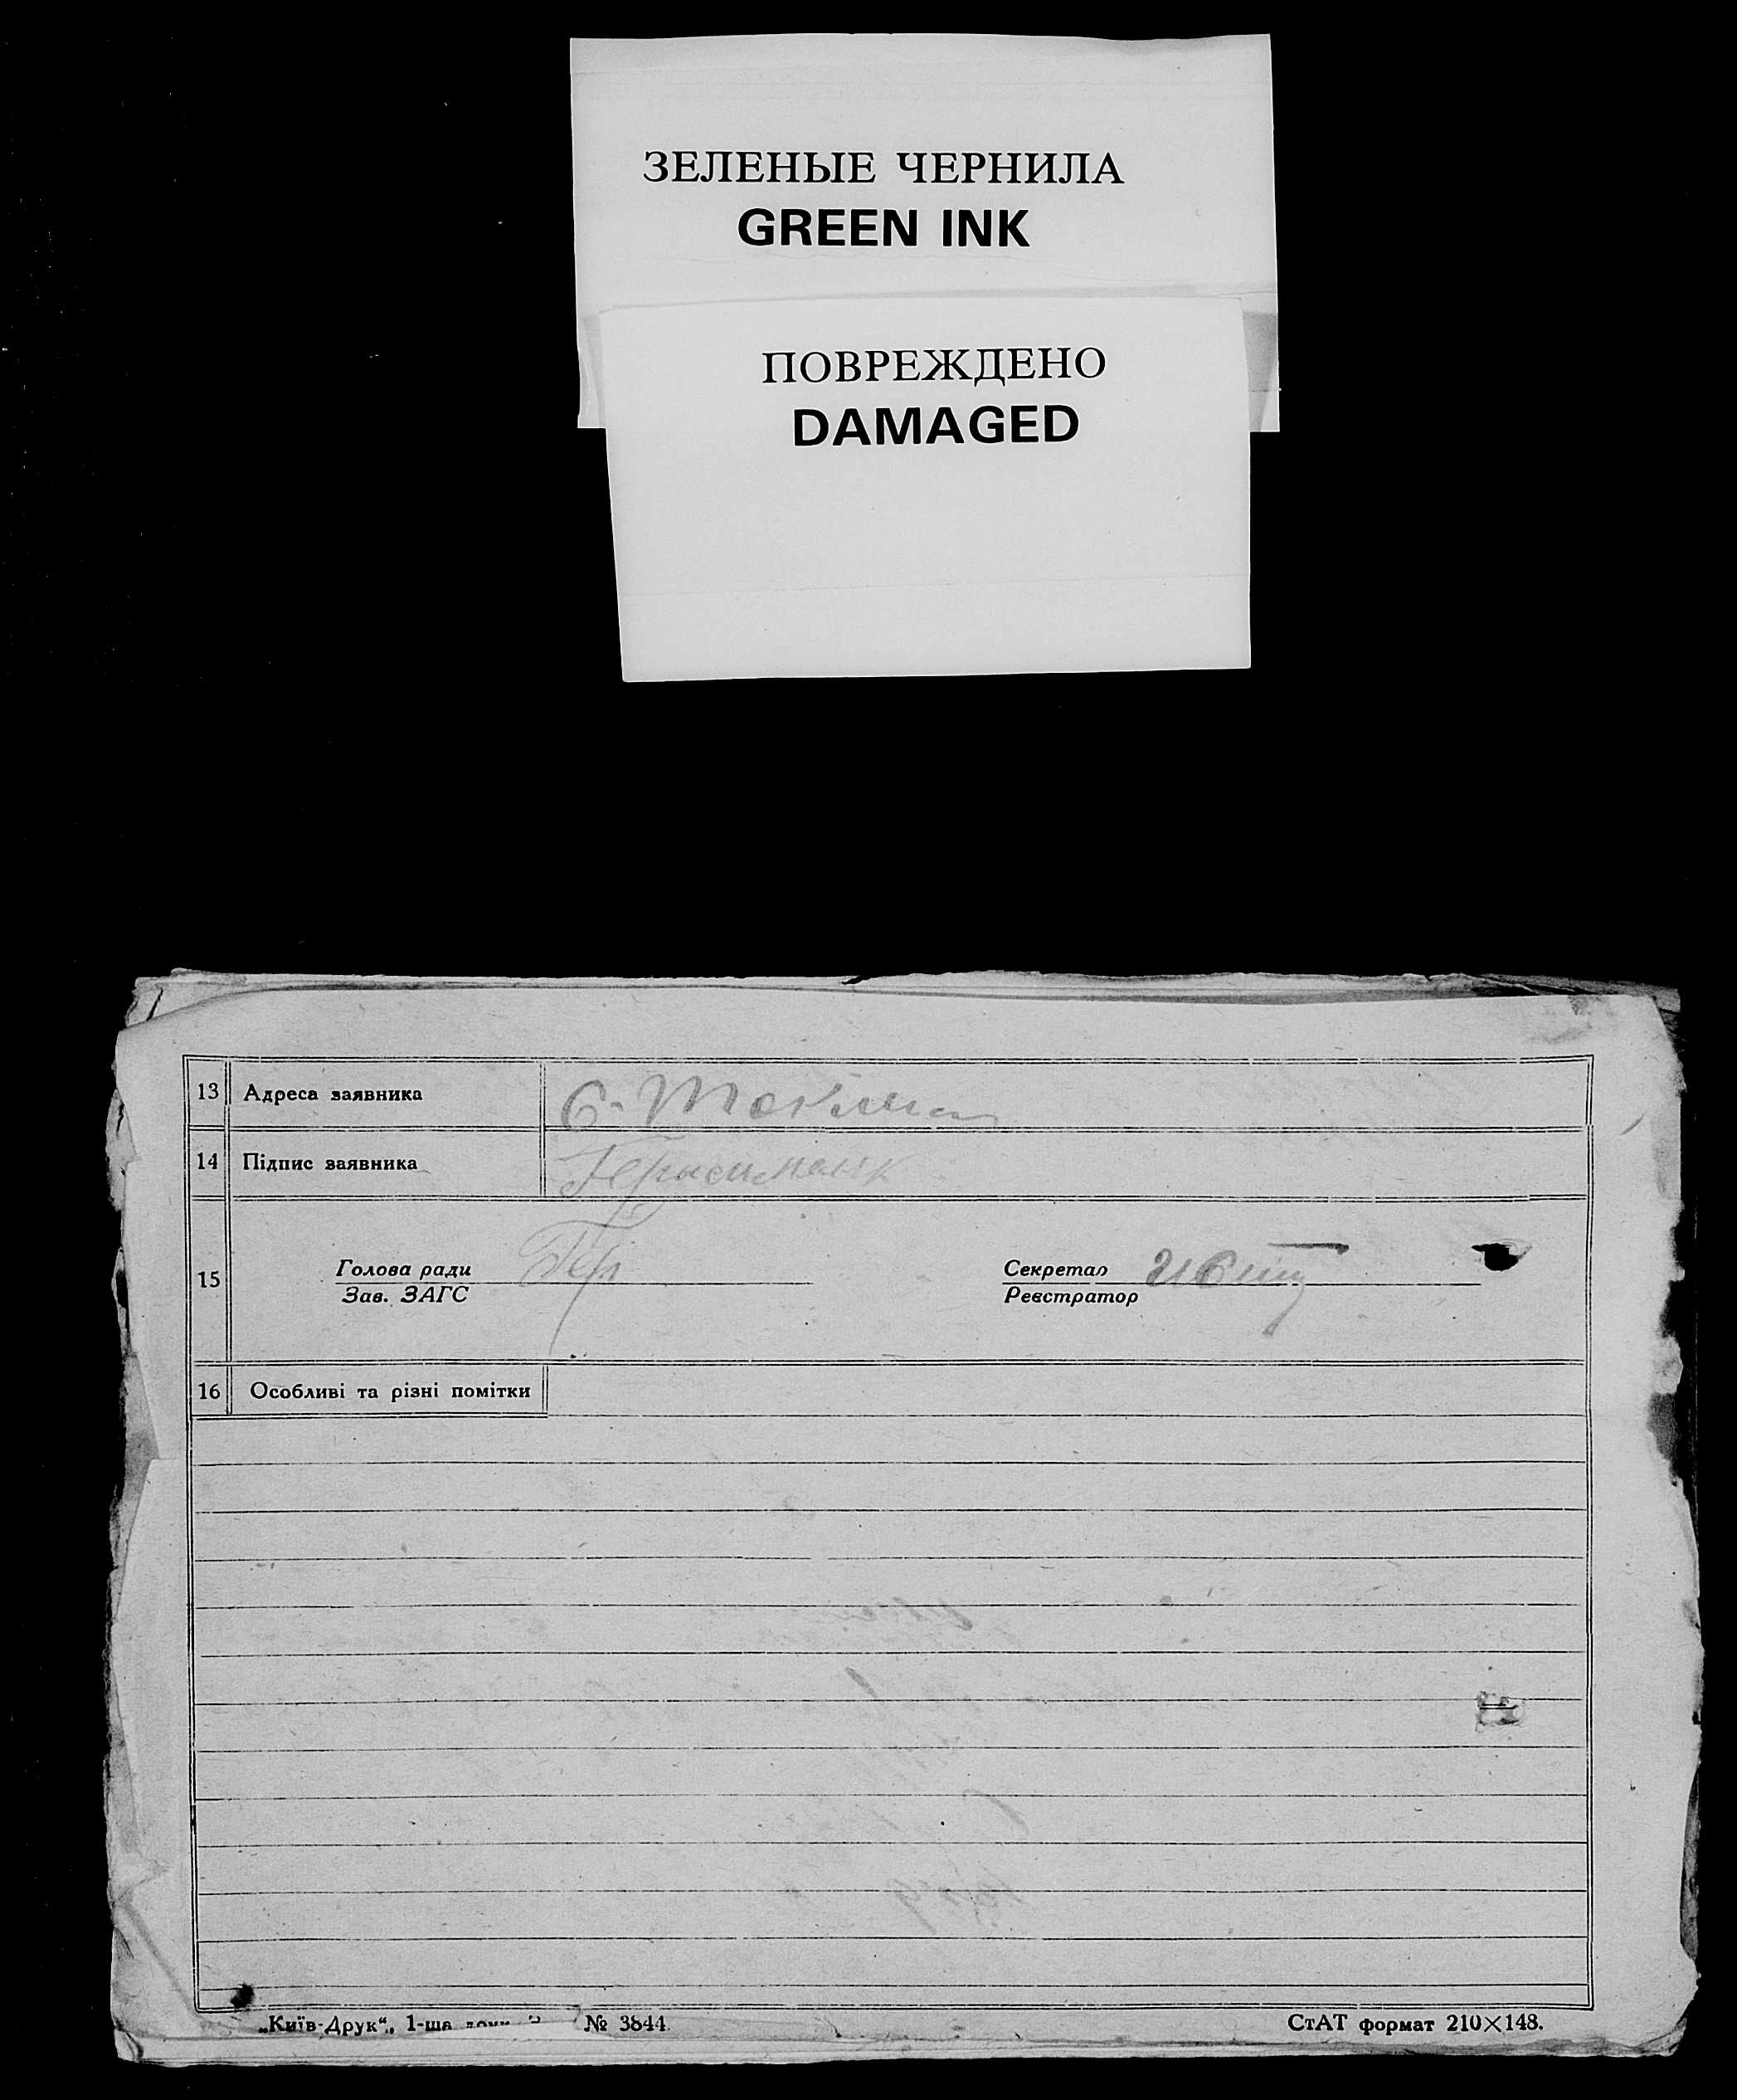 ЗЕЛЕНЫЕ ЧЕРНИЛА
GREEN INK
ПОВРЕЖДЕНО
DAMAGED
13 Адреса заявника с.
14 Підпис заявника
15 Голова ради Секретар
Зав. ЗАГС Реєстратор
16 Особливі та різні помітки
„Київ-Друк“, 1-ша друк. № 3844. СтАТ формат 210×148.